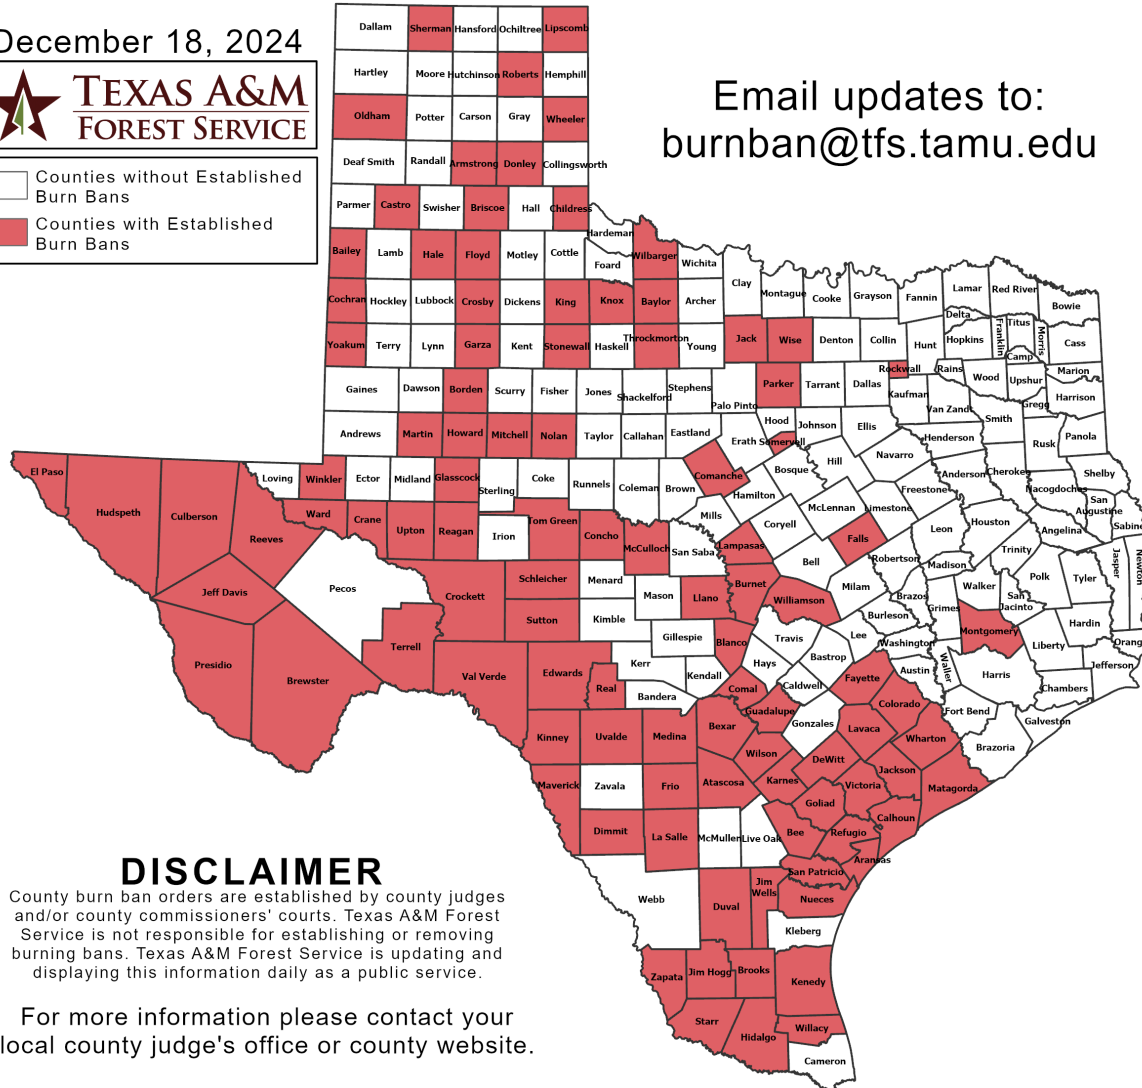 December 18, 2024
TEXAS A&M
FOREST SERVICE
Counties without Established
Burn Bans
Counties with Established
Burn Bans
Email updates to:
burnban@tfs.tamu.edu
Dallam Sherman Hansford Ochiltree Lipscomb
Hartley Moore Hutchinson Roberts Hemphill
Oldham Potter Carson Gray Wheeler
Deaf Smith Randall Armstrong Donley Collingsworth
Parmer Castro Swisher Briscoe Hall Childress
Hardeman
Bailey Lamb Hale Floyd Motley Cottle Foard Wilbarger Wichita
Clay Montague Cooke Grayson Fannin Lamar Red River Bowie
Cochran Hockley Lubbock Crosby Dickens King Knox Baylor Archer
Delta Franklin Titus Morris Cass
Yoakum Terry Lynn Garza Kent Stonewall Haskell Throckmorton Young Jack Wise Denton Collin Hunt Hopkins Camp
Rockwall Rains Wood Upshur Marion
Gaines Dawson Borden Scurry Fisher Jones Shackelford Stephens Palo Pinto Parker Tarrant Dallas Kaufman Van Zandt Smith Gregg Harrison
Andrews Martin Howard Mitchell Nolan Taylor Callahan Eastland Erath Hood Somervell Johnson Ellis Henderson Rusk Panola
El Paso Loving Winkler Ector Midland Glasscock Sterling Coke Runnels Coleman Brown Comanche Hamilton Bosque Hill Navarro Anderson Cherokee Shelby
Hudspeth Culberson Ward Crane Upton Reagan Irion Tom Green Concho McCulloch San Saba Mills Coryell McLennan Limestone Freestone Nacogdoches San
Augustine Sabin
Reeves Lampasas Falls Leon Houston Angelina
Jeff Davis Pecos Crockett Schleicher Menard Mason Llano Burnet Bell Robertson Madison Trinity Jasper Newton
Sutton Kimble Williamson Milam Brazos Grimes Walker San
Jacinto Polk Tyler
Presidio Brewster Terrell Val Verde Edwards Gillespie Blanco Travis Lee Burleson Washington Montgomery Liberty Hardin Orang
Real Kerr Kendall Bandera Hays Bastrop Caldwell Fayette Austin Waller Harris Chambers Jefferson
Comal Guadalupe Gonzales Colorado Fort Bend Galveston
Kinney Uvalde Medina Bexar Wilson Lavaca Wharton Brazoria
Maverick Zavala Frio Atascosa Karnes DeWitt Victoria Jackson Matagorda
Dimmit La Salle McMullen Live Oak Bee Goliad Refugio Calhoun
Aransas
Webb Duval Jim
Wells San Patricio Nueces
Kleberg
Zapata Jim Hogg Brooks Kenedy
Starr Hidalgo Willacy
Cameron
DISCLAIMER
County burn ban orders are established by county judges
and/or county commissioners' courts. Texas A&M Forest
Service is not responsible for establishing or removing
burning bans. Texas A&M Forest Service is updating and
displaying this information daily as a public service.
For more information please contact your
local county judge's office or county website.